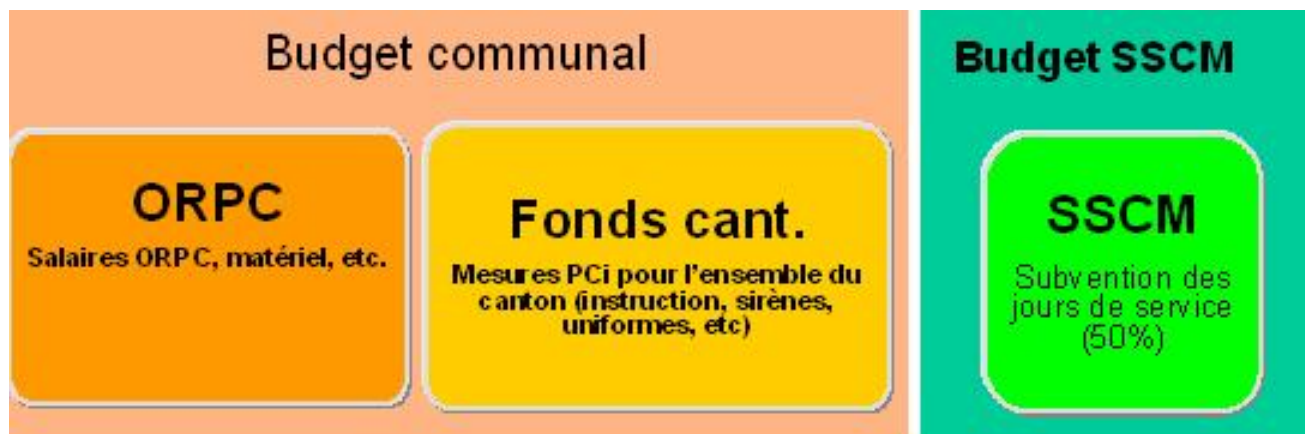 Budget communal
Budget SSCM
ORPC
Salaires ORPC, matériel, etc.
Fonds cant.
Mesures PCi pour l'ensemble du
canton (instruction, sirènes,
uniformes, etc)
SSCM
Subvention des
jours de service
(50%)